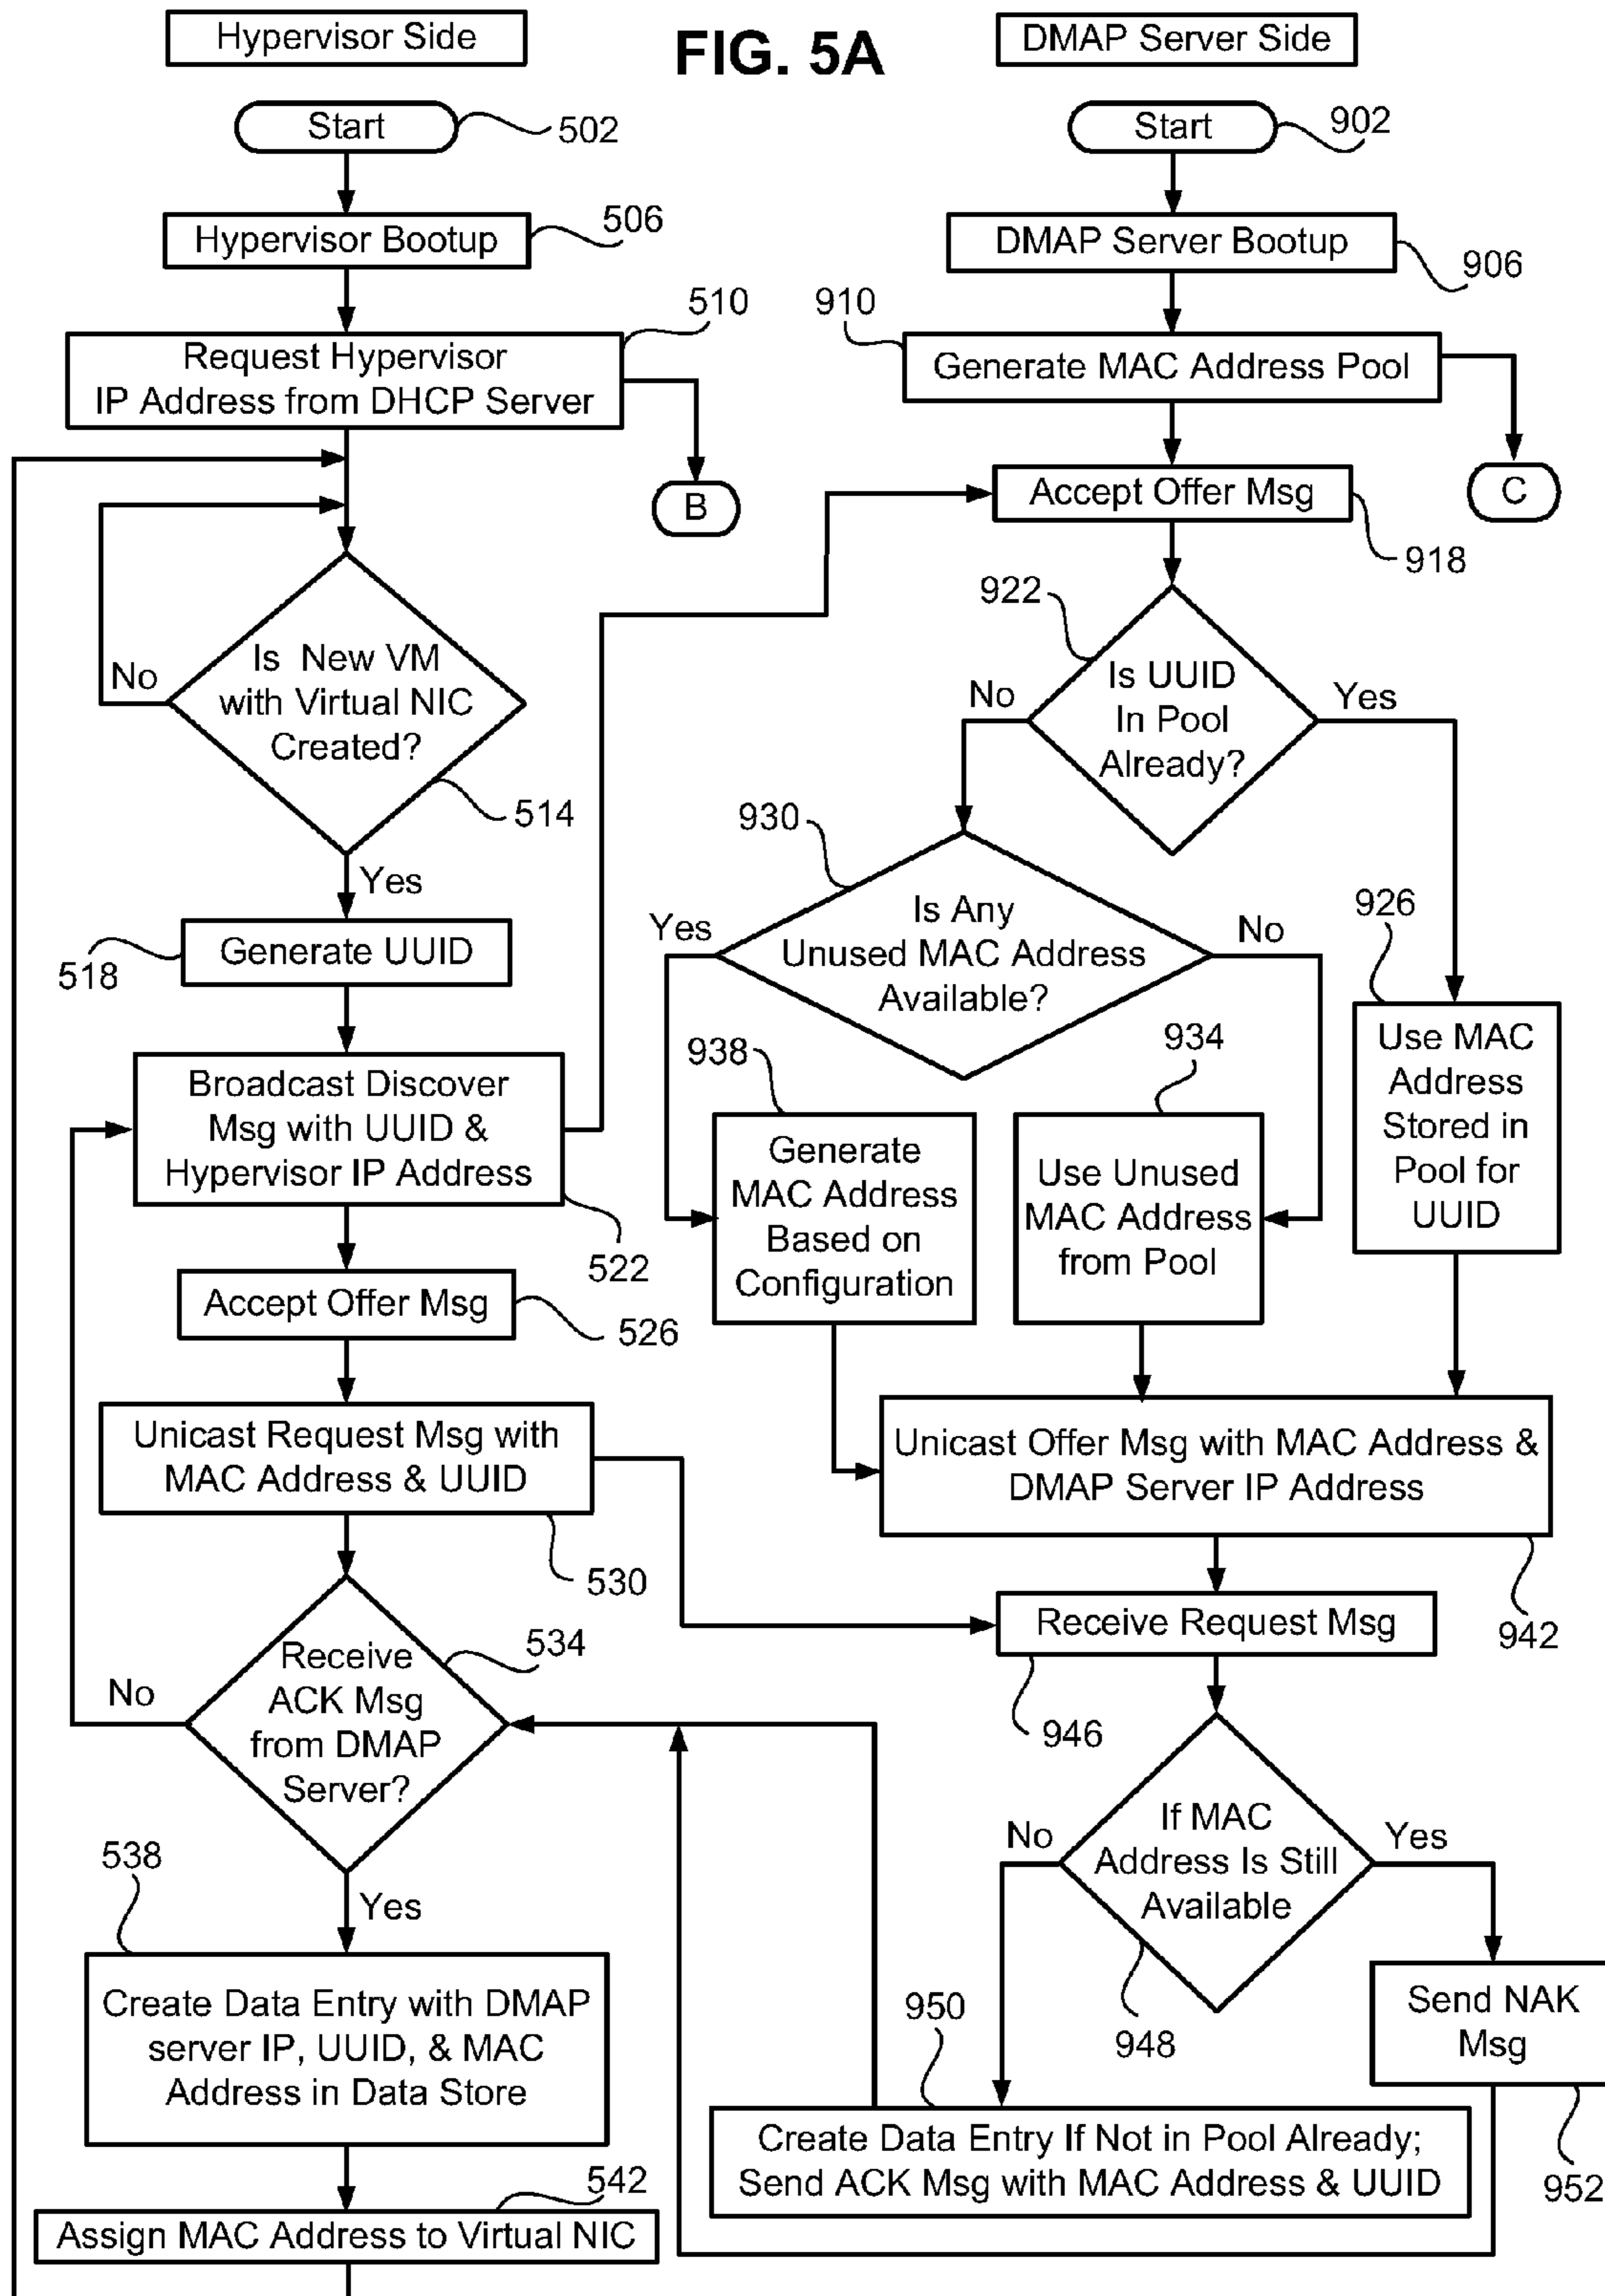 Hypervisor Side
FIG. 5A
DMAP Server Side
Start
502
Hypervisor Bootup
506
Request Hypervisor
IP Address from DHCP Server
510
B
Is New VM
with Virtual NIC
Created?
No
514
Yes
Generate UUID
518
Broadcast Discover
Msg with UUID &
Hypervisor IP Address
522
Accept Offer Msg
526
Unicast Request Msg with
MAC Address & UUID
530
Receive
ACK Msg
from DMAP
Server?
534
No
Yes
538
Create Data Entry with DMAP
server IP, UUID, & MAC
Address in Data Store
542
Assign MAC Address to Virtual NIC
Start
902
DMAP Server Bootup
906
910
Generate MAC Address Pool
C
Accept Offer Msg
918
922
Is UUID
In Pool
Already?
No
Yes
930
Is Any
Unused MAC Address
Available?
Yes
No
926
Use MAC
Address
Stored in
Pool for
UUID
938
Generate
MAC Address
Based on
Configuration
934
Use Unused
MAC Address
from Pool
Unicast Offer Msg with MAC Address &
DMAP Server IP Address
942
Receive Request Msg
946
If MAC
Address Is Still
Available
No
Yes
948
950
Create Data Entry If Not in Pool Already;
Send ACK Msg with MAC Address & UUID
Send NAK
Msg
952